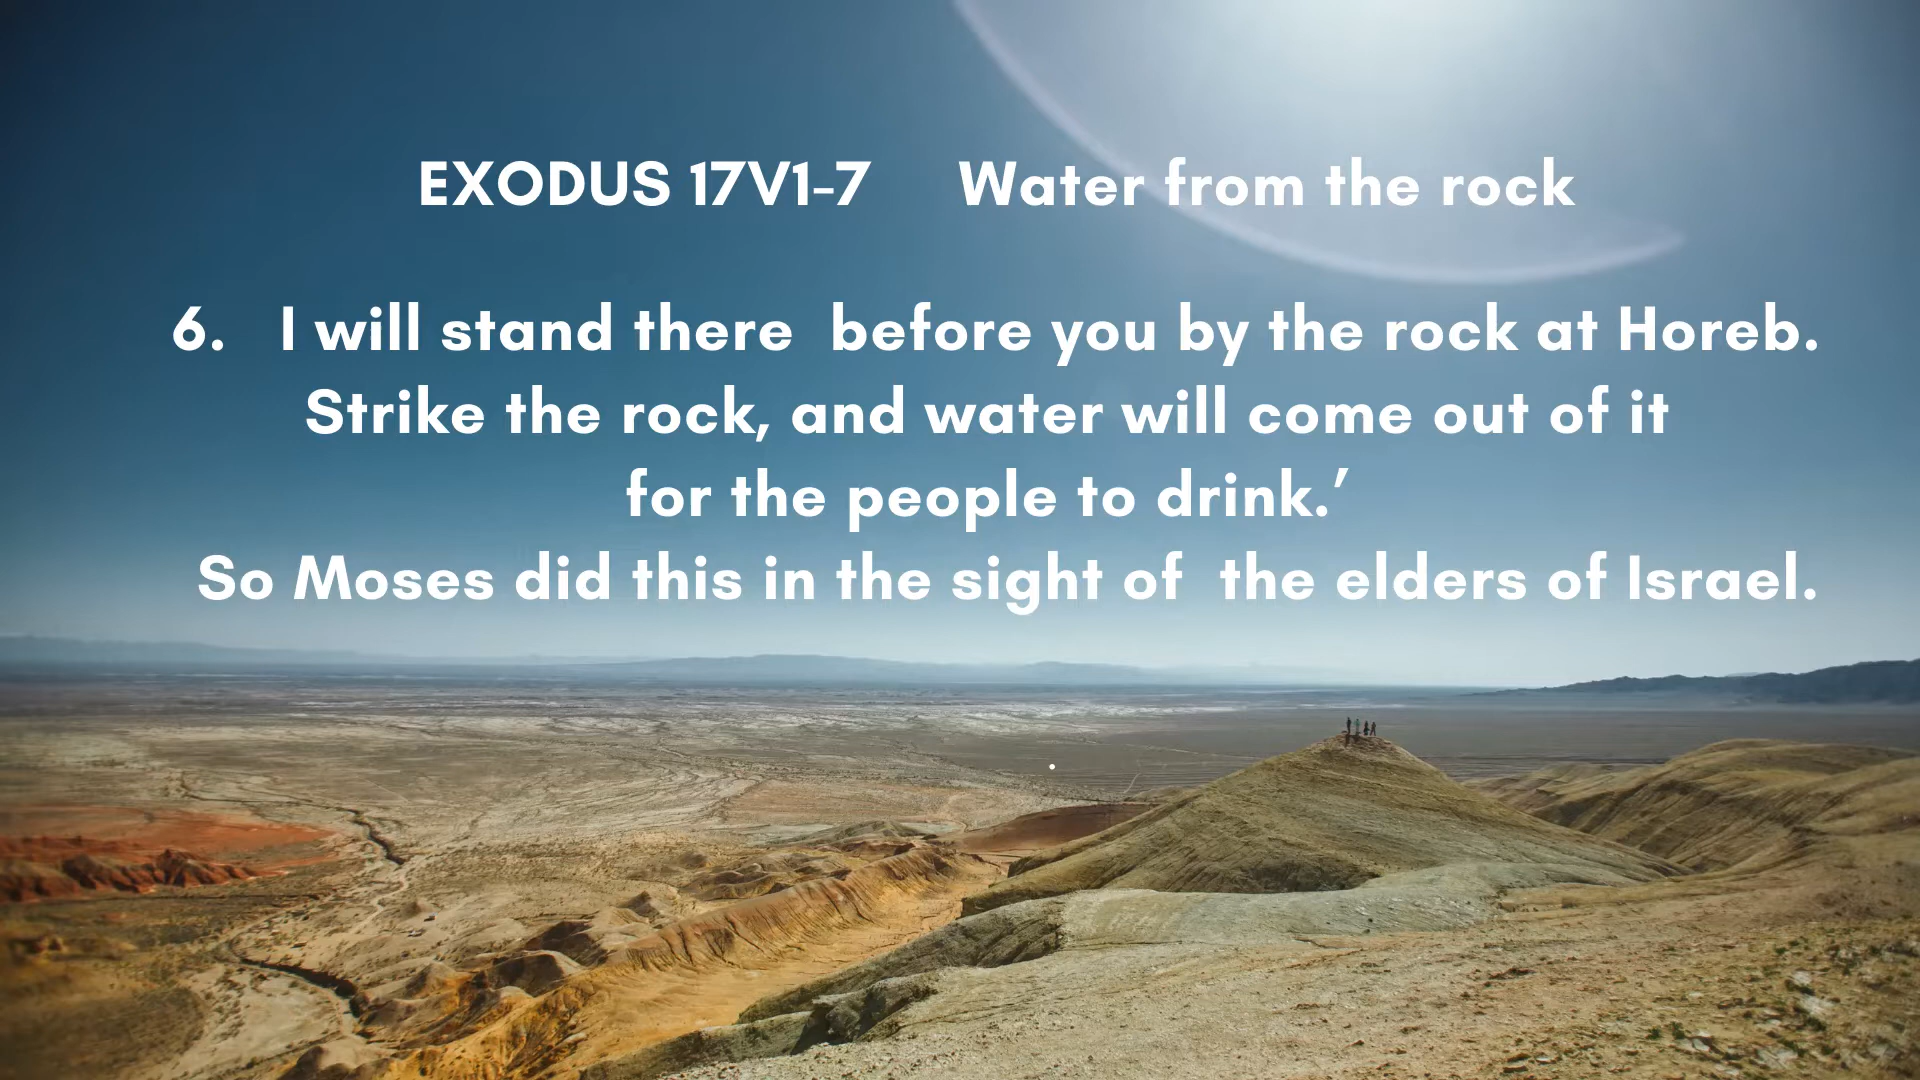 EXODUS 17V1-7 Water from the rock
6. I will stand there before you by the rock at Horeb.
Strike the rock, and water will come out of it
for the people to drink.’
So Moses did this in the sight of the elders of Israel.
.